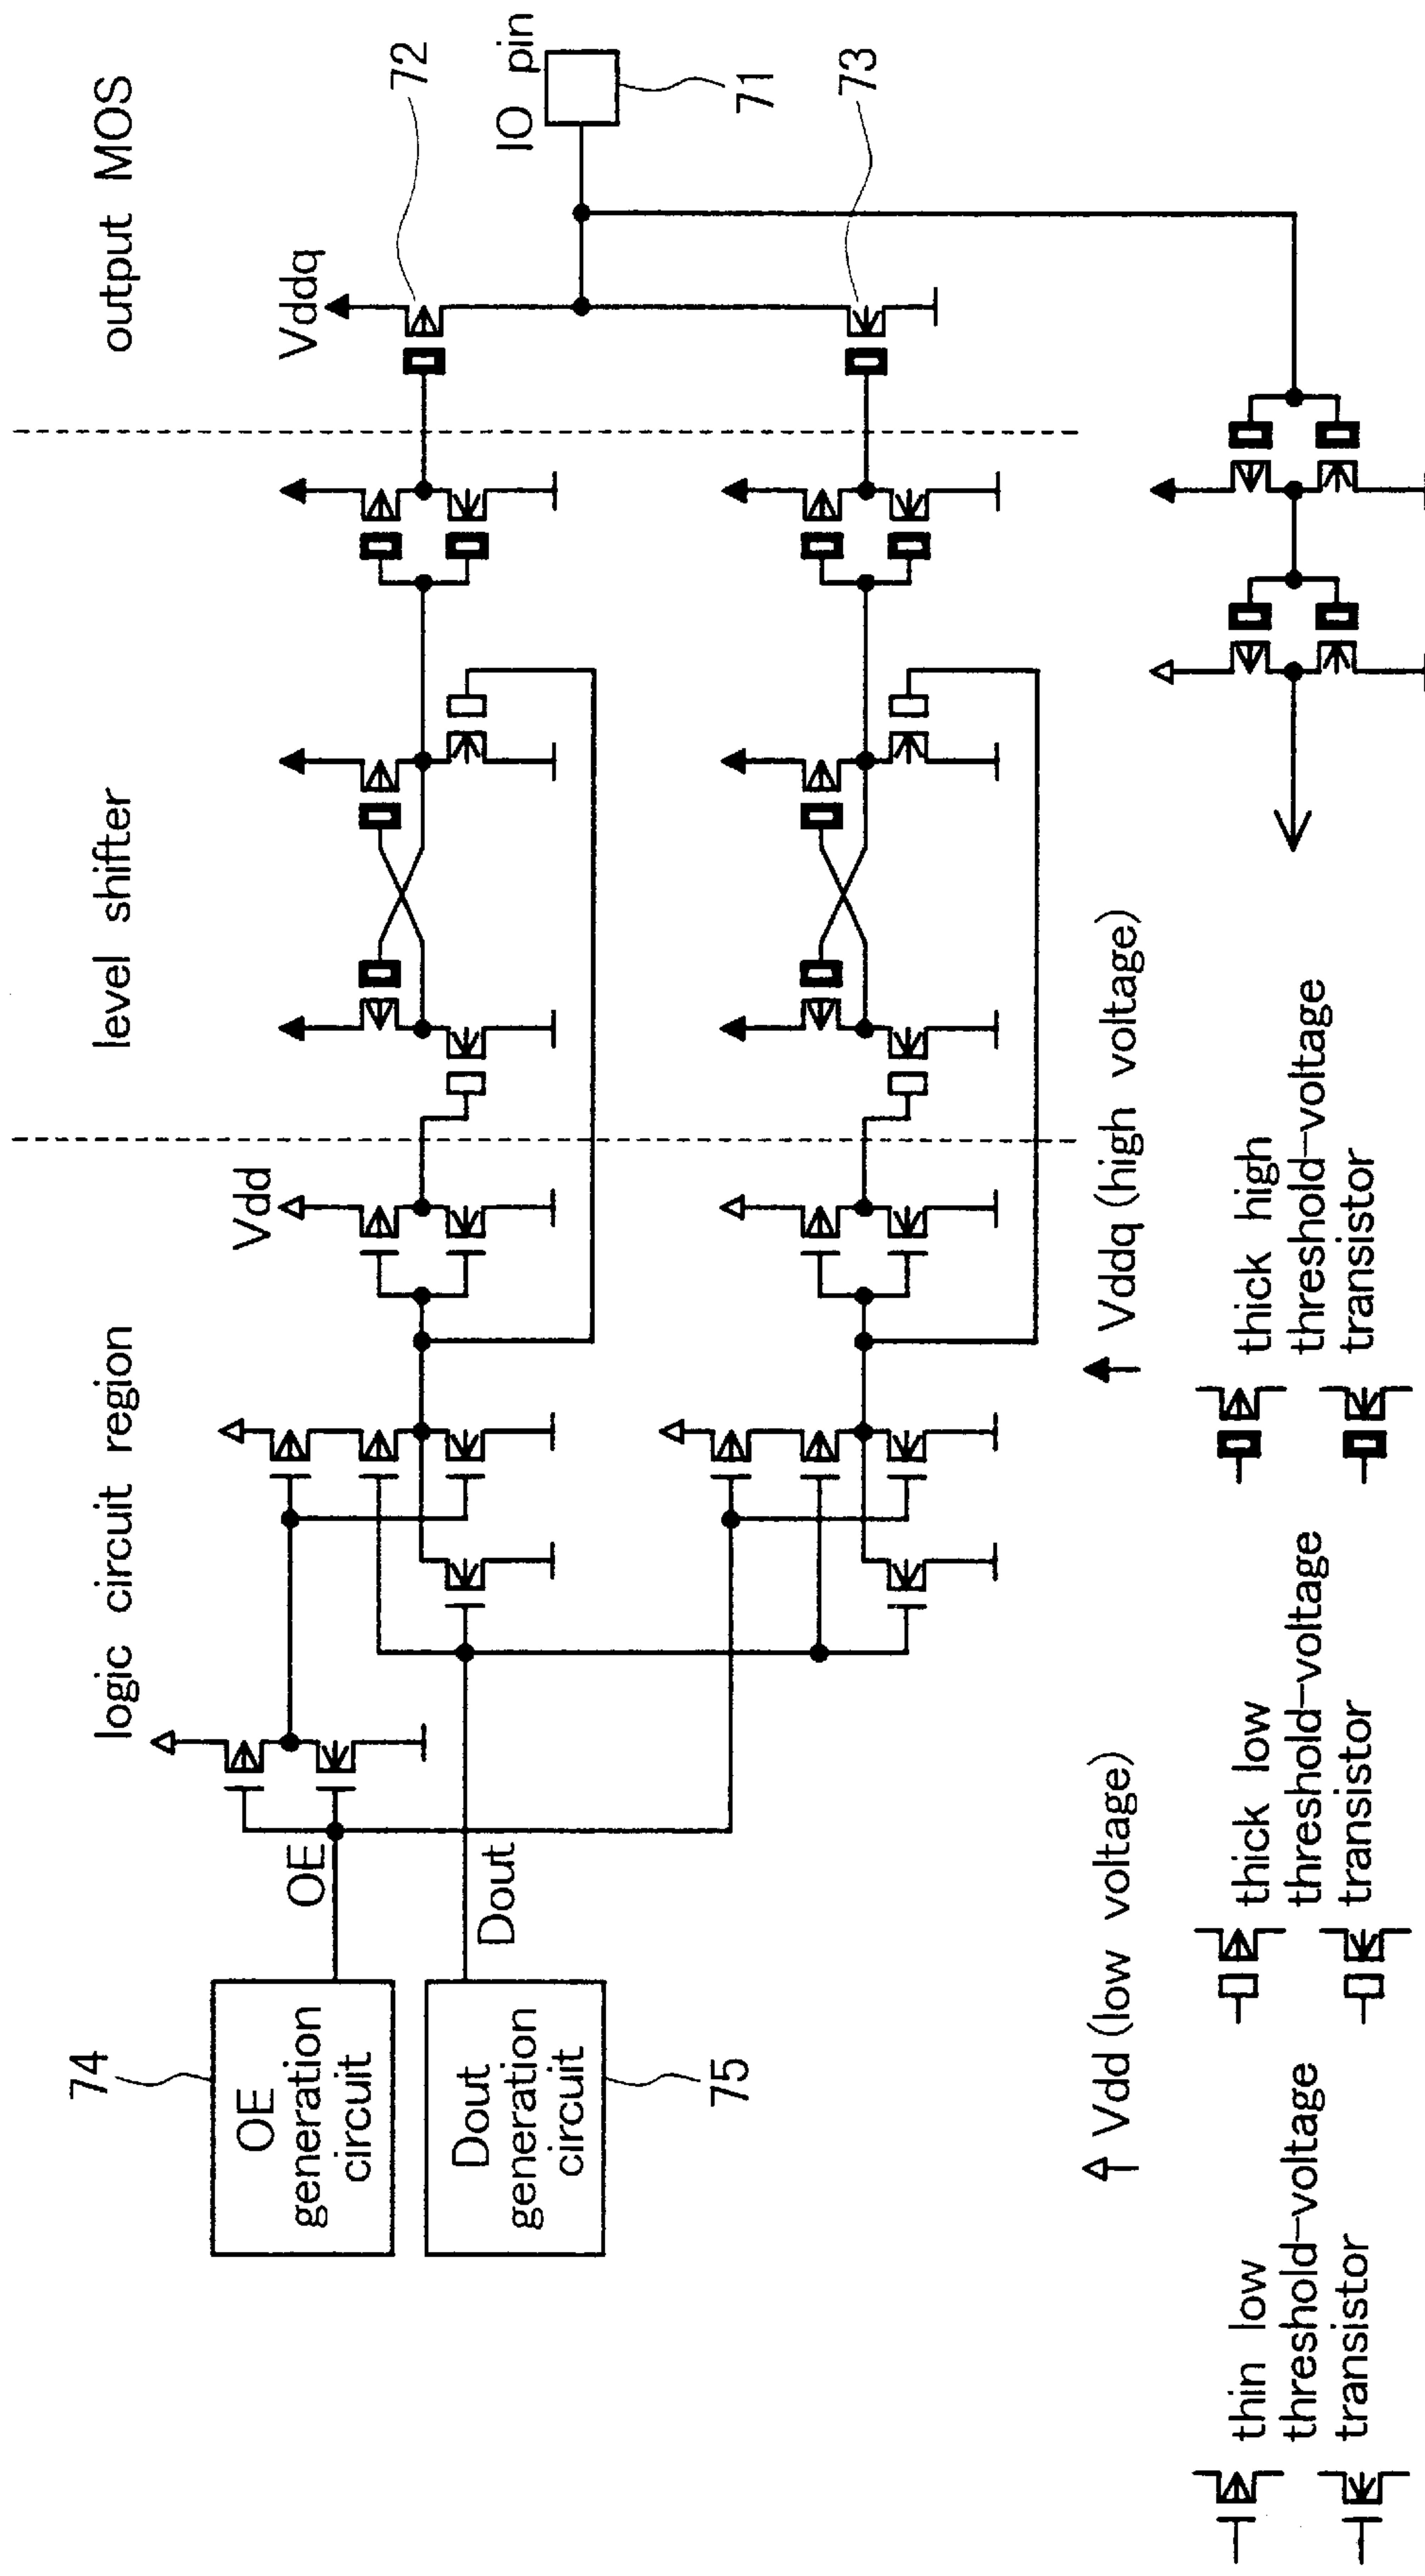 logic circuit region
level shifter
output MOS
74
OE
generation
circuit
OE
Dout
generation
circuit
75
Dout
Vdd
Vddq
72
IO pin
71
73
Vdd (low voltage)
Vddq (high voltage)
thin low
threshold-voltage
transistor
thick low
threshold-voltage
transistor
thick high
threshold-voltage
transistor